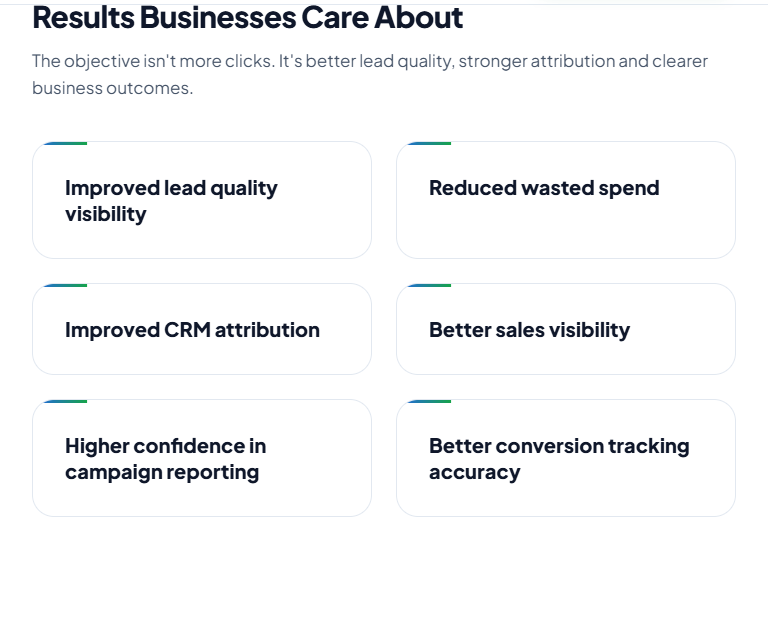 Results Businesses Care About
The objective isn't more clicks. It's better lead quality, stronger attribution and clearer
business outcomes.
Improved lead quality
visibility
Reduced wasted spend
Improved CRM attribution
Better sales visibility
Higher confidence in
campaign reporting
Better conversion tracking
accuracy